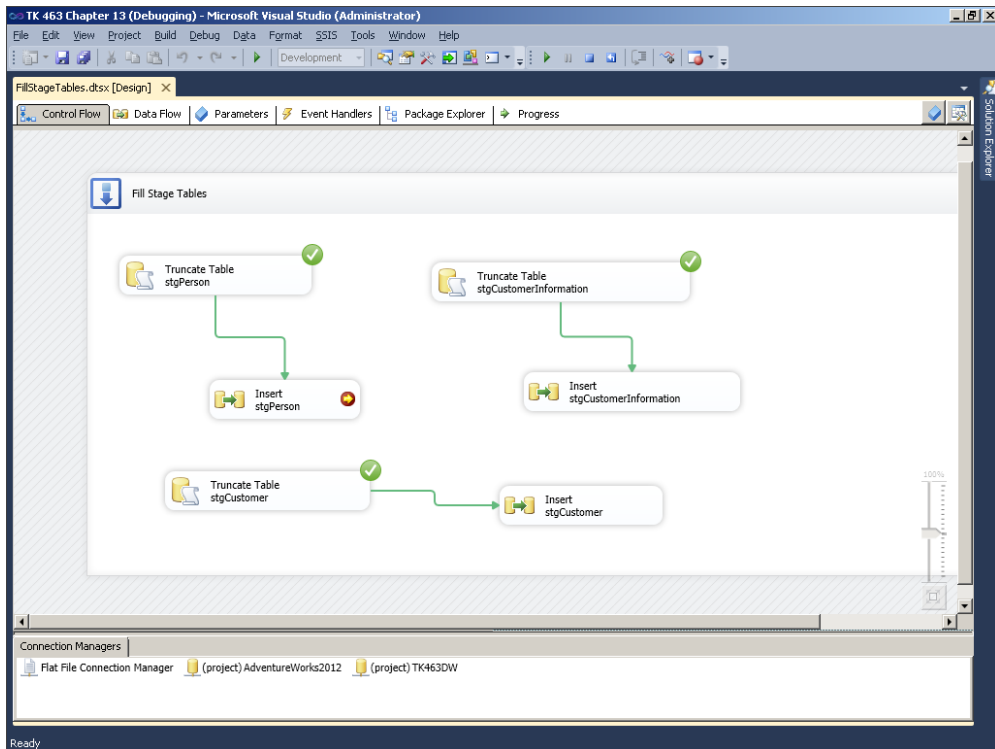 TK 463 Chapter 13 (Debugging) - Microsoft Visual Studio (Administrator)
File Edit View Project Build Debug Data Format SSIS Tools Window Help
Development
FillStageTables.dtsx [Design]
Control Flow Data Flow Parameters Event Handlers Package Explorer Progress
Solution Explorer
Fill Stage Tables
Truncate Table
stgPerson
Truncate Table
stgCustomerInformation
Insert
stgPerson
Insert
stgCustomerInformation
Truncate Table
stgCustomer
Insert
stgCustomer
100%
Connection Managers
Flat File Connection Manager (project) AdventureWorks2012 (project) TK463DW
Ready